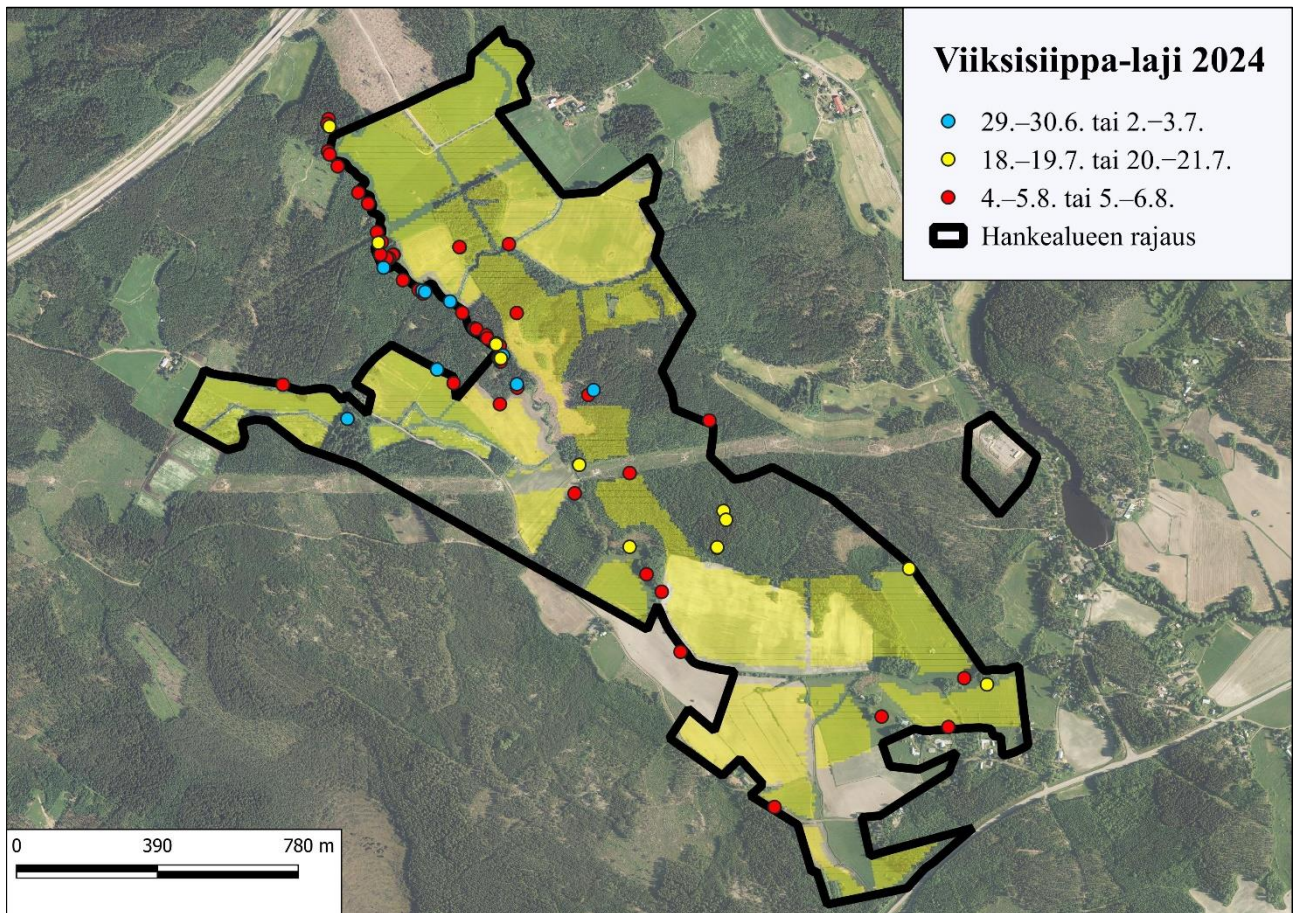 Viiksisiippa-laji 2024
29.–30.6. tai 2.–3.7.
18.–19.7. tai 20.–21.7.
4.–5.8. tai 5.–6.8.
Hankealueen rajaus
0 390 780 m